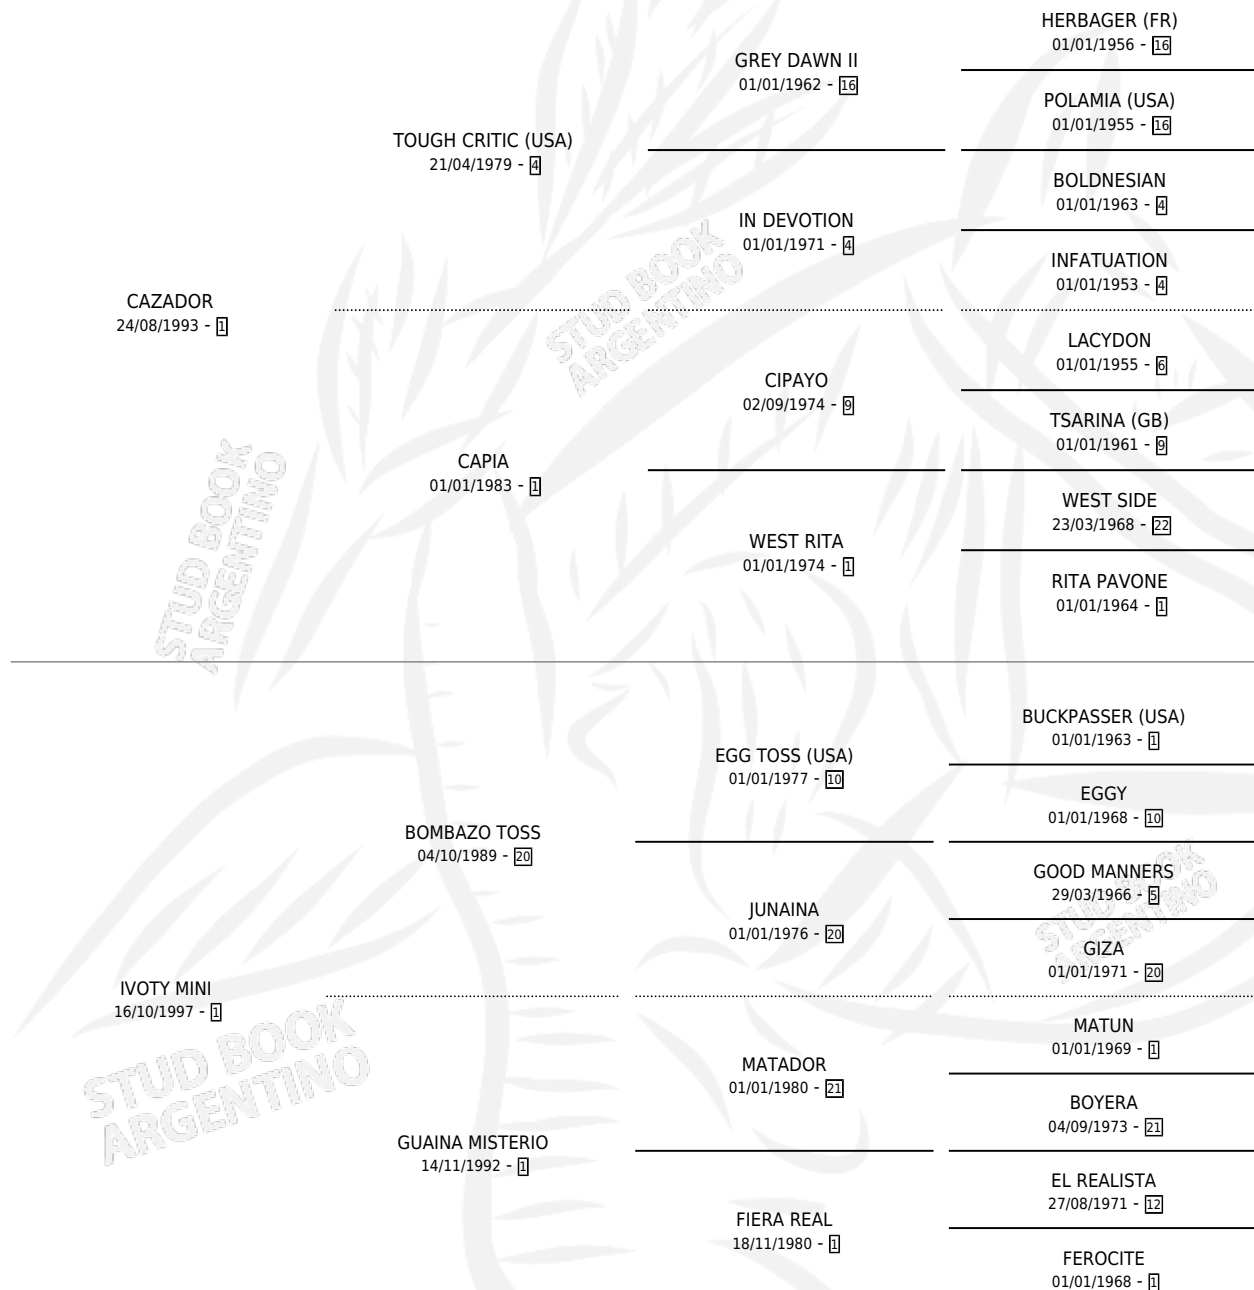 HERBAGER (FR)
01/01/1956 - 16
GREY DAWN II
01/01/1962 - 16
POLAMIA (USA)
01/01/1955 - 16
TOUGH CRITIC (USA)
21/04/1979 - 4
BOLDNESIAN
01/01/1963 - 4
IN DEVOTION
01/01/1971 - 4
INFATUATION
01/01/1953 - 4
CAZADOR
24/08/1993 - 1
LACYDON
01/01/1955 - 6
CIPAYO
02/09/1974 - 9
TSARINA (GB)
01/01/1961 - 9
CAPIA
01/01/1983 - 1
WEST SIDE
23/03/1968 - 22
WEST RITA
01/01/1974 - 1
RITA PAVONE
01/01/1964 - 1
STUD BOOK
ARGENTINO
STUD BOOK
ARGENTINO
BUCKPASSER (USA)
01/01/1963 - 1
EGG TOSS (USA)
01/01/1977 - 10
EGGY
01/01/1968 - 10
BOMBAZO TOSS
04/10/1989 - 20
GOOD MANNERS
29/03/1966 - 5
JUNAINA
01/01/1976 - 20
GIZA
01/01/1971 - 20
IVOTY MINI
16/10/1997 - 1
MATUN
01/01/1969 - 1
MATADOR
01/01/1980 - 21
BOYERA
04/09/1973 - 21
GUAINA MISTERIO
14/11/1992 - 1
EL REALISTA
27/08/1971 - 12
FIERA REAL
18/11/1980 - 1
FEROCITE
01/01/1968 - 1
STUD BOOK
ARGENTINO
STUD BOOK
ARGENTINO